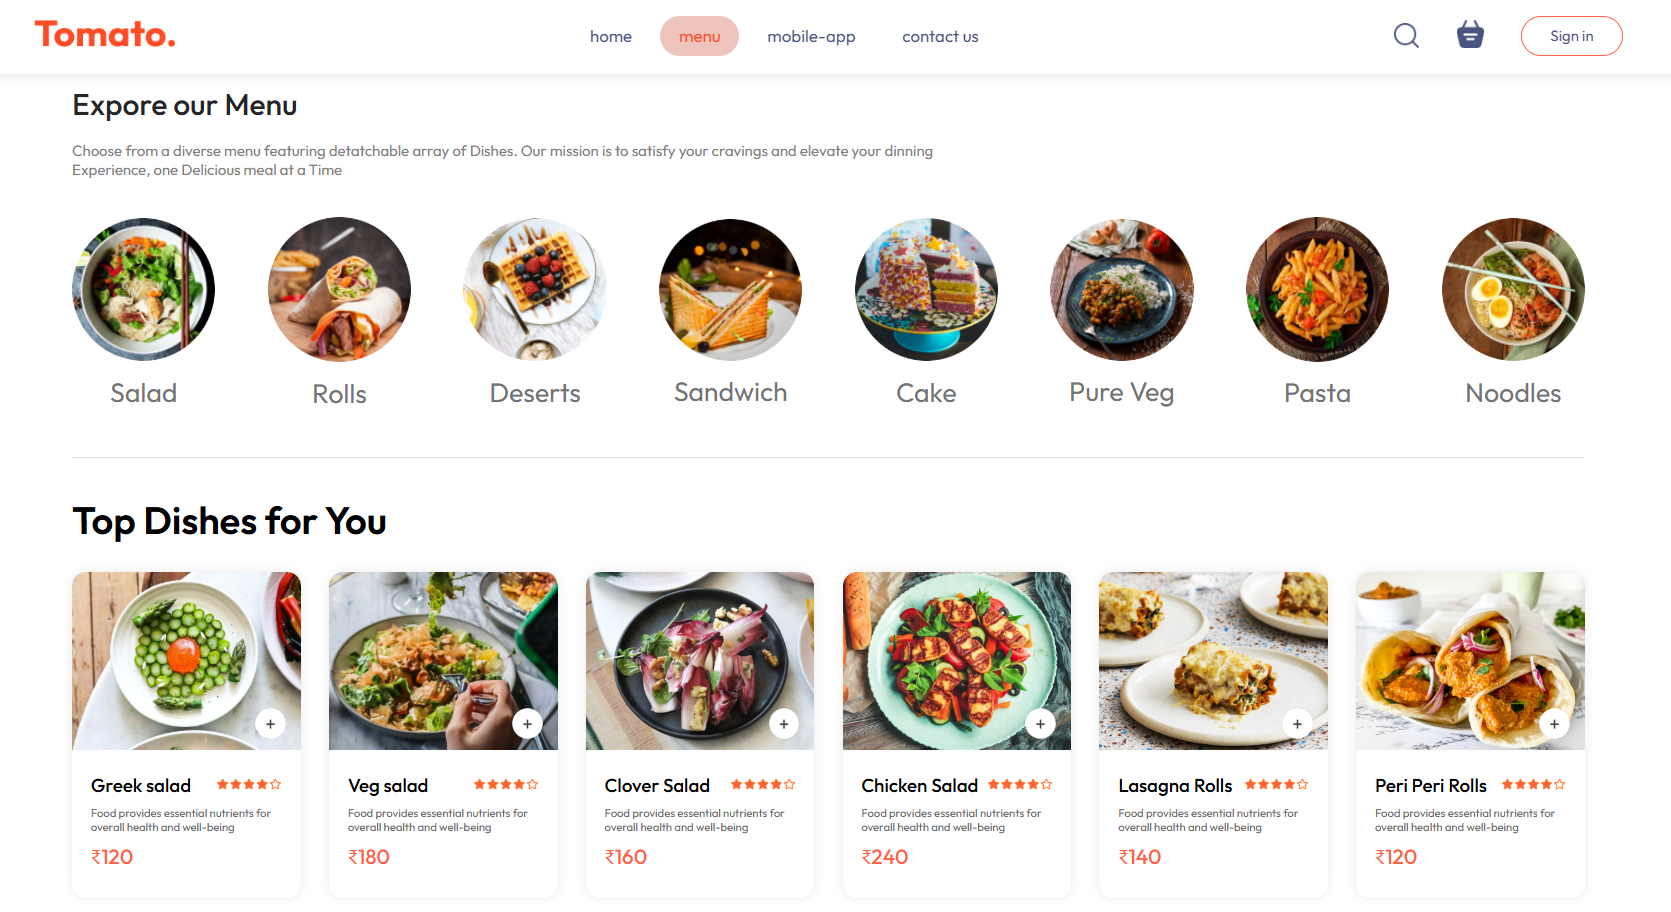 Tomato.
home
menu
mobile-app
contact us
Sign in
Expore our Menu
Choose from a diverse menu featuring detatchable array of Dishes. Our mission is to satisfy your cravings and elevate your dinning
Experience, one Delicious meal at a Time
Salad
Rolls
Deserts
Sandwich
Cake
Pure Veg
Pasta
Noodles
Top Dishes for You
+
+
+
+
+
+
Greek salad
Food provides essential nutrients for
overall health and well-being
₹120
Veg salad
Food provides essential nutrients for
overall health and well-being
₹180
Clover Salad
Food provides essential nutrients for
overall health and well-being
₹160
Chicken Salad
Food provides essential nutrients for
overall health and well-being
₹240
Lasagna Rolls
Food provides essential nutrients for
overall health and well-being
₹140
Peri Peri Rolls
Food provides essential nutrients for
overall health and well-being
₹120